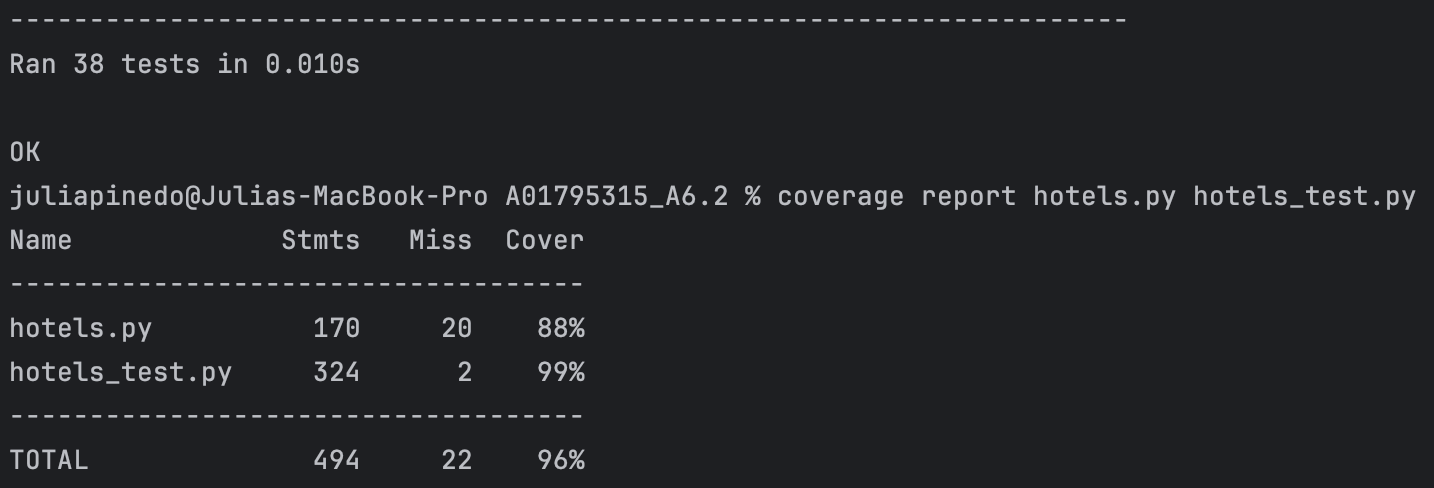 ----------------------------------------------------------------------
Ran 38 tests in 0.010s
OK
juliapinedo@Julias-MacBook-Pro A01795315_A6.2 % coverage report hotels.py hotels_test.py
Name             Stmts   Miss  Cover
------------------------------------
hotels.py          170     20    88%
hotels_test.py     324      2    99%
------------------------------------
TOTAL              494     22    96%